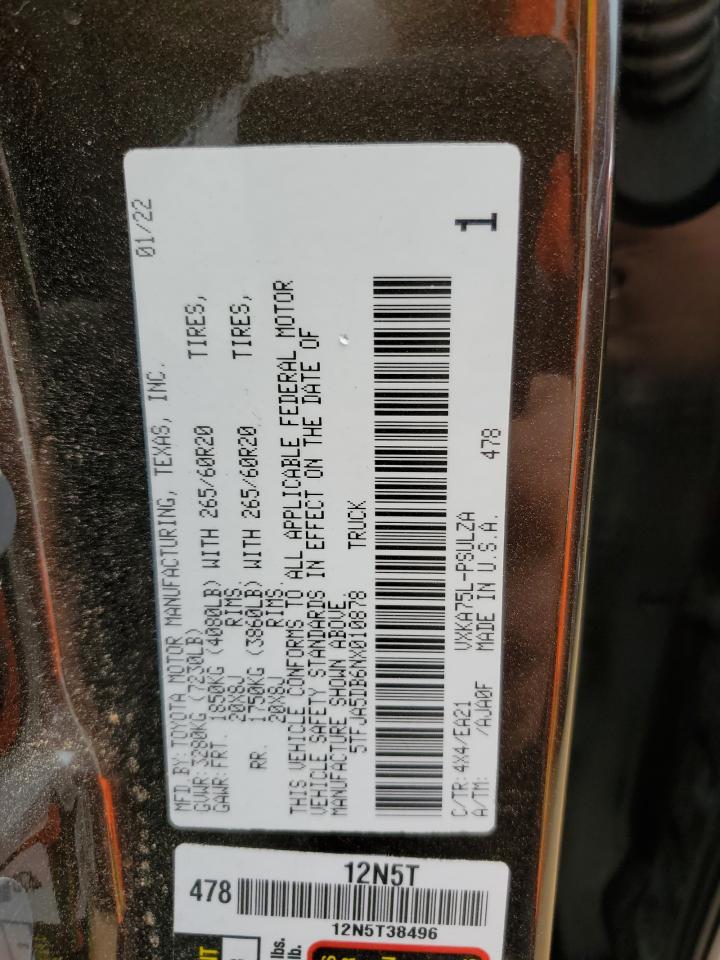 MFD.BY:TOYOTA MOTOR MANUFACTURING, TEXAS, INC. 01/22
GVWR:3280KG (7230LB)
GAWR:FRT. 1850KG (4080LB) WITH 265/60R20 TIRES,
20X8J RIMS.
RR. 1750KG (3860LB) WITH 265/60R20 TIRES,
20X8J RIMS.
THIS VEHICLE CONFORMS TO ALL APPLICABLE FEDERAL MOTOR
VEHICLE SAFETY STANDARDS IN EFFECT ON THE DATE OF
MANUFACTURE SHOWN ABOVE.
5TFJA5DB6NX010878 TRUCK
1
C/TR:4X4/EA21 VXKA75L-PSULZA 478
A/TM: /AJA0F MADE IN U.S.A.
12N5T
478
12N5T38496
lbs.
lb.